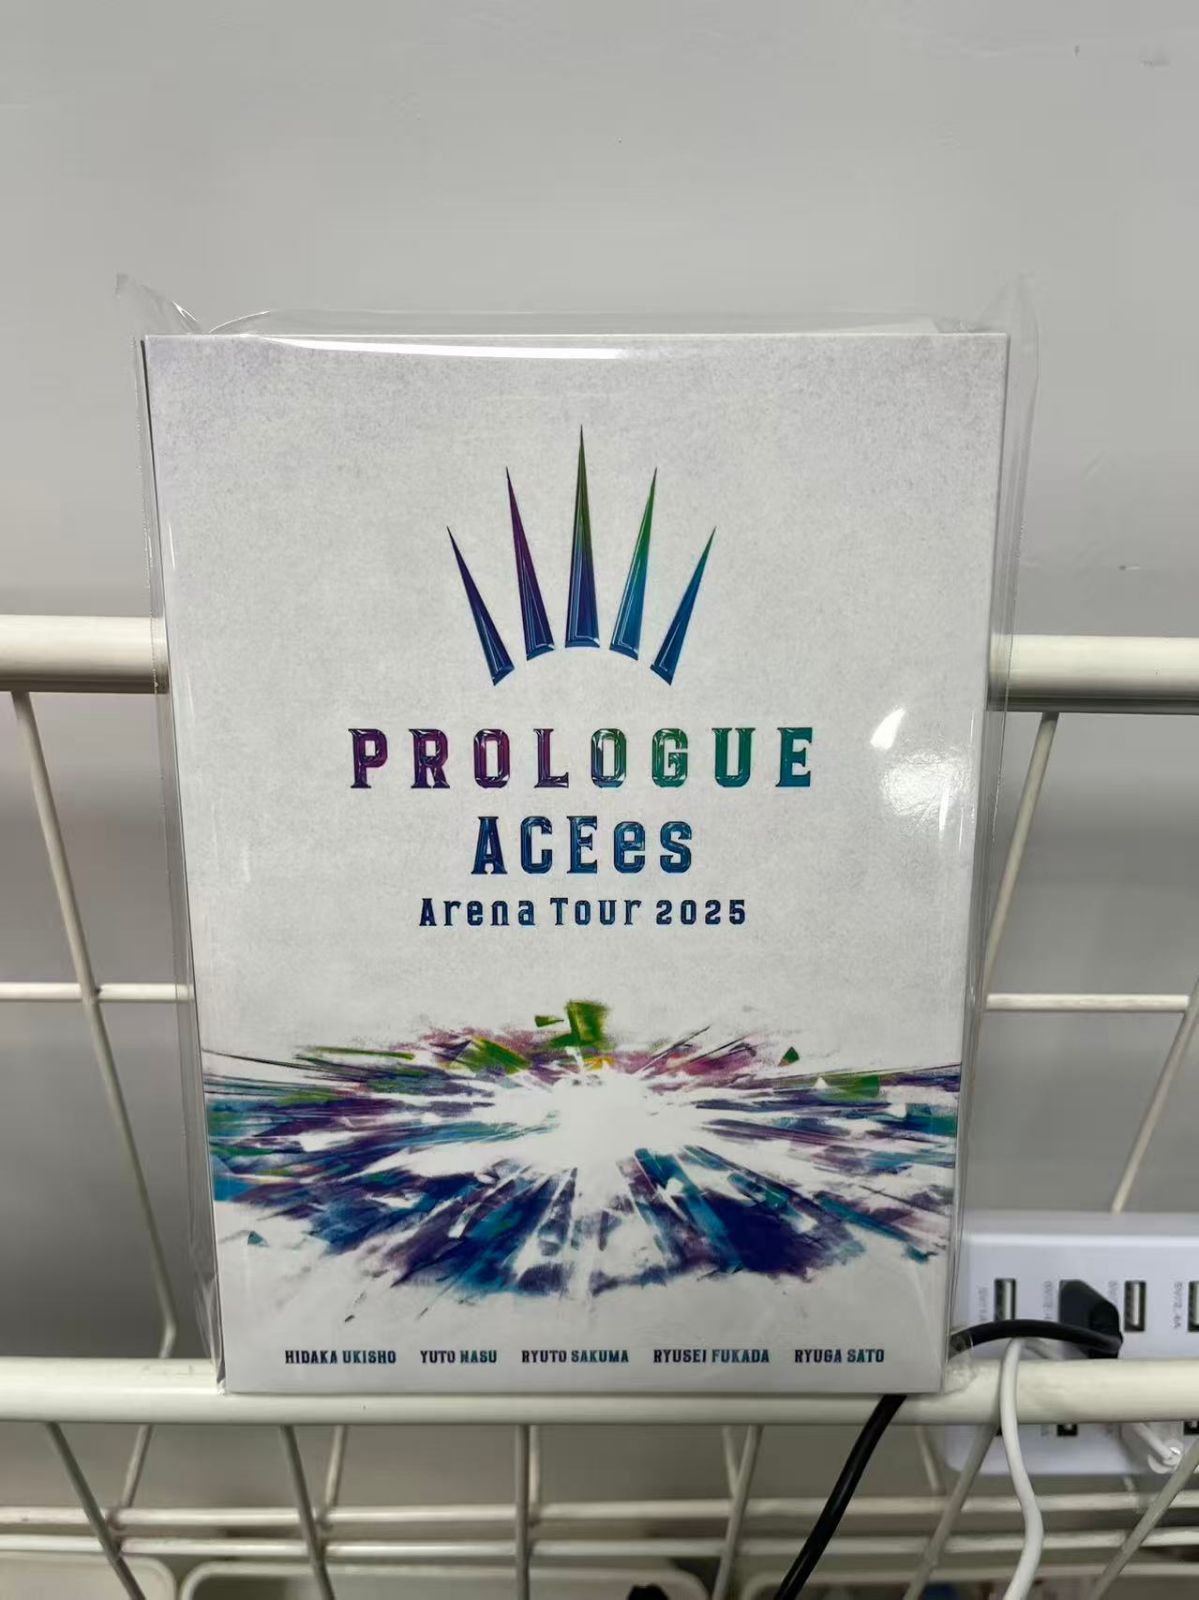 PROLOGUE
ACEes
Arena Tour 2025
HIDAKA UKISHO YUTO NASU RYUTO SAKUMA RYUSEI FUKADA RYUGA SATO